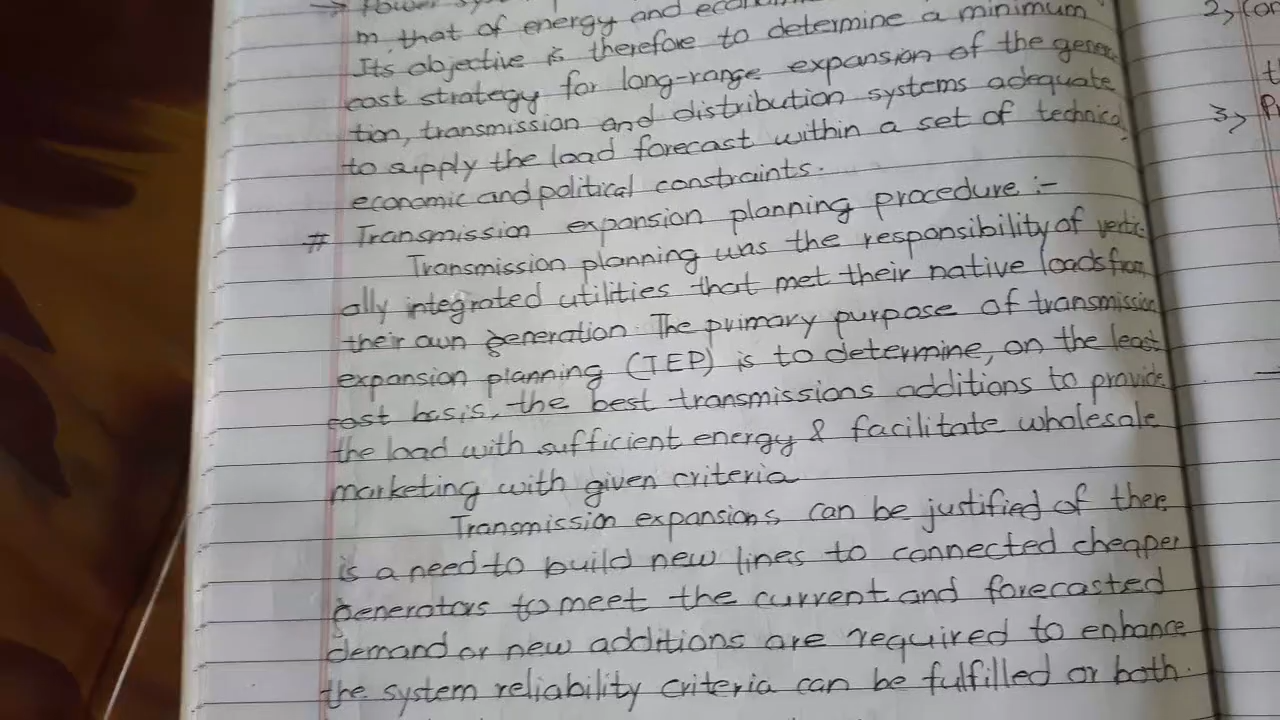 → Power
m, that of energy and
Its objective is therefore to determine a minimum
cost strategy for long-range expansion of the genera
tion, transmission and distribution systems adequate
to supply the load forecast within a set of technical,
economic and political constraints.
# Transmission expansion planning procedure :-
Transmission planning was the responsibility of vertic
ally integrated utilities that met their native loads from
their own generation. The primary purpose of transmission
expansion planning (TEP) is to determine, on the least
cost basis, the best transmissions additions to provide
the load with sufficient energy & facilitate wholesale
marketing with given criteria
Transmission expansions can be justified of there
is a need to build new lines to connected cheaper
generators to meet the current and forecasted
demand or new additions are required to enhance
the system reliability criteria can be fulfilled or both.
2,
3,